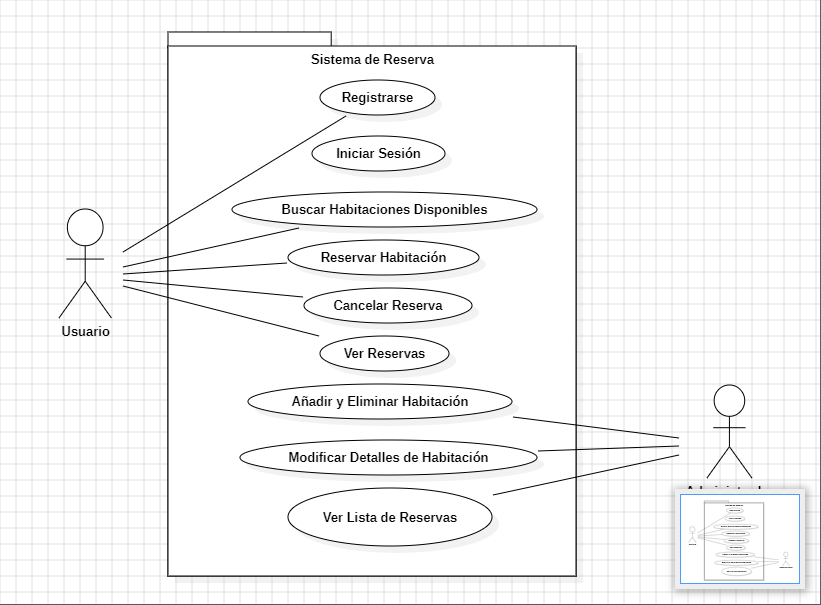 Sistema de Reserva
Registrarse
Iniciar Sesión
Buscar Habitaciones Disponibles
Reservar Habitación
Cancelar Reserva
Usuario
Ver Reservas
Añadir y Eliminar Habitación
Modificar Detalles de Habitación
Ver Lista de Reservas